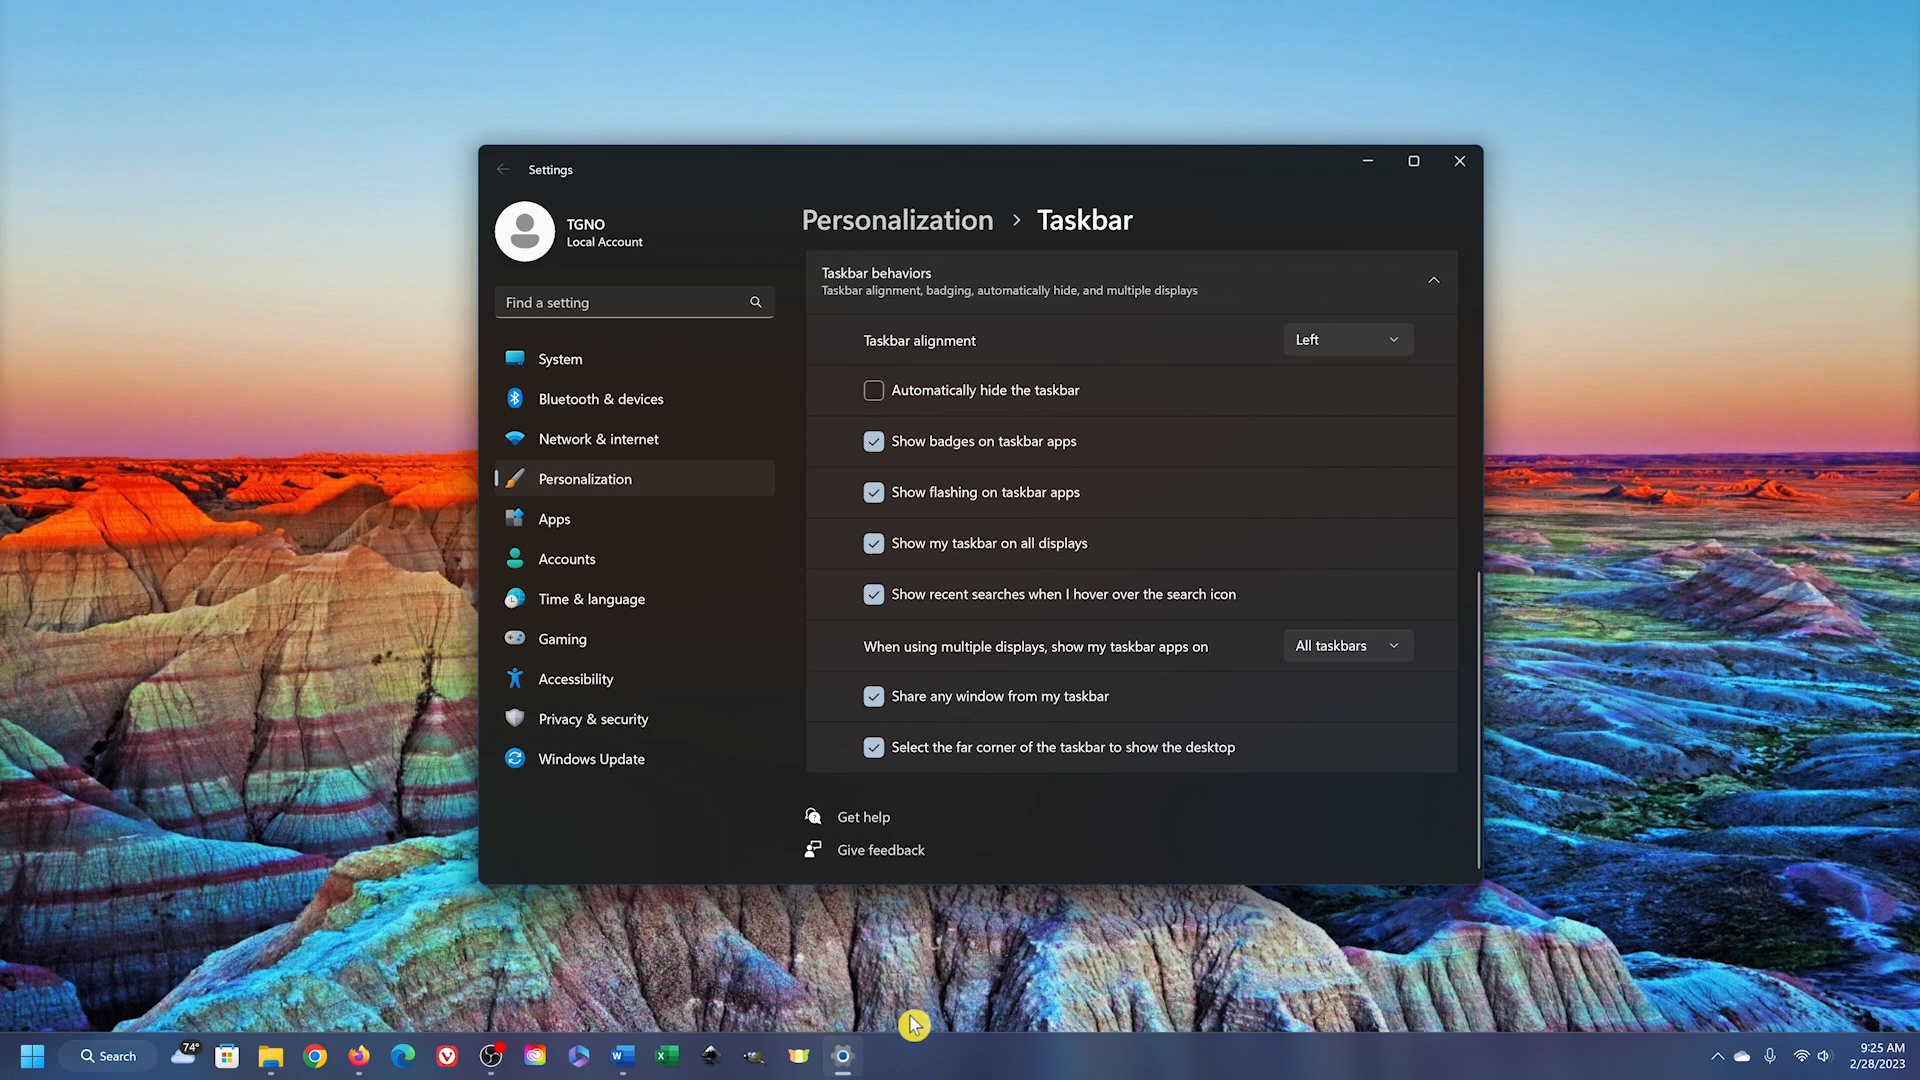 Settings
TGNO
Local Account
Find a setting
System
Bluetooth & devices
Network & internet
Personalization
Apps
Accounts
Time & language
Gaming
Accessibility
Privacy & security
Windows Update
Personalization > Taskbar
Taskbar behaviors
Taskbar alignment, badging, automatically hide, and multiple displays
Taskbar alignment Left
Automatically hide the taskbar
Show badges on taskbar apps
Show flashing on taskbar apps
Show my taskbar on all displays
Show recent searches when I hover over the search icon
When using multiple displays, show my taskbar apps on All taskbars
Share any window from my taskbar
Select the far corner of the taskbar to show the desktop
Get help
Give feedback
Search
74°
9:25 AM
2/28/2023